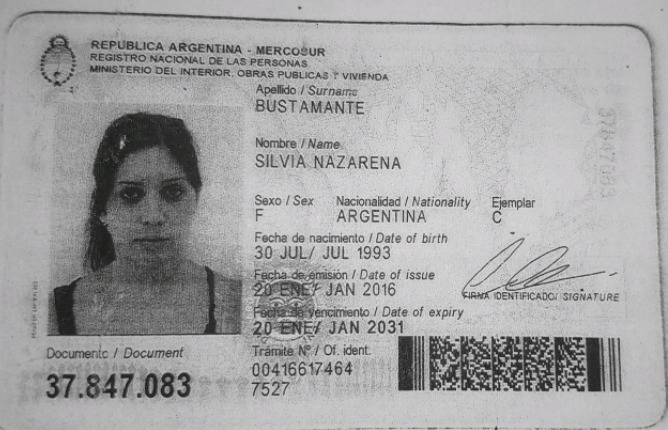 REPUBLICA ARGENTINA - MERCOSUR
REGISTRO NACIONAL DE LAS PERSONAS
MINISTERIO DEL INTERIOR, OBRAS PUBLICAS Y VIVIENDA
Apellido / Surname
BUSTAMANTE
Nombre / Name
SILVIA NAZARENA
Sexo / Sex Nacionalidad / Nationality Ejemplar
F ARGENTINA C
Fecha de nacimiento / Date of birth
30 JUL/ JUL 1993
Fecha de emisión / Date of issue
20 ENE/ JAN 2016
FIRMA IDENTIFICADO/ SIGNATURE
Fecha de vencimiento / Date of expiry
20 ENE/ JAN 2031
Documento / Document
37.847.083
Trámite Nº / Of. ident.
00416617464
7527